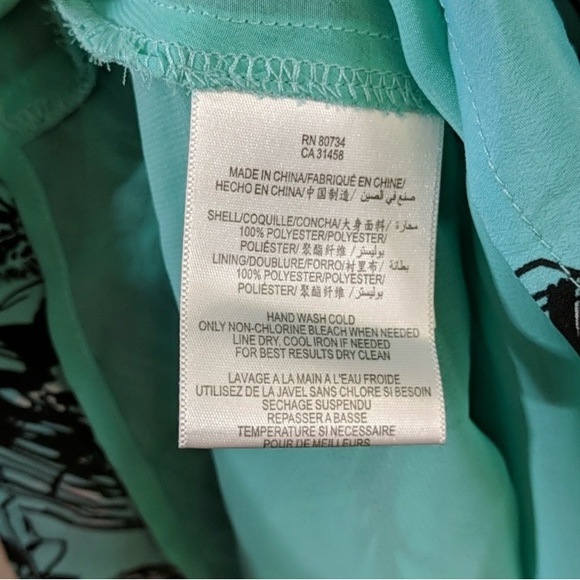 RN 80734
CA 31458
MADE IN CHINA/FABRIQUÉ EN CHINE/
HECHO EN CHINA/中国制造/ صنع في الصين
SHELL/COQUILLE/CONCHA/大身面料/ محارة/
100% POLYESTER/POLYESTER/
POLIÉSTER/聚酯纤维/ بوليستر/
LINING/DOUBLURE/FORRO/衬里布/ بطانة/
100% POLYESTER/POLYESTER/
POLIÉSTER/聚酯纤维/ بوليستر
HAND WASH COLD
ONLY NON-CHLORINE BLEACH WHEN NEEDED
LINE DRY, COOL IRON IF NEEDED
FOR BEST RESULTS DRY CLEAN
LAVAGE A LA MAIN A L'EAU FROIDE
UTILISEZ DE LA JAVEL SANS CHLORE SI BESOIN
SECHAGE SUSPENDU
REPASSER A BASSE
TEMPERATURE SI NECESSAIRE
POUR DE MEILLEURS